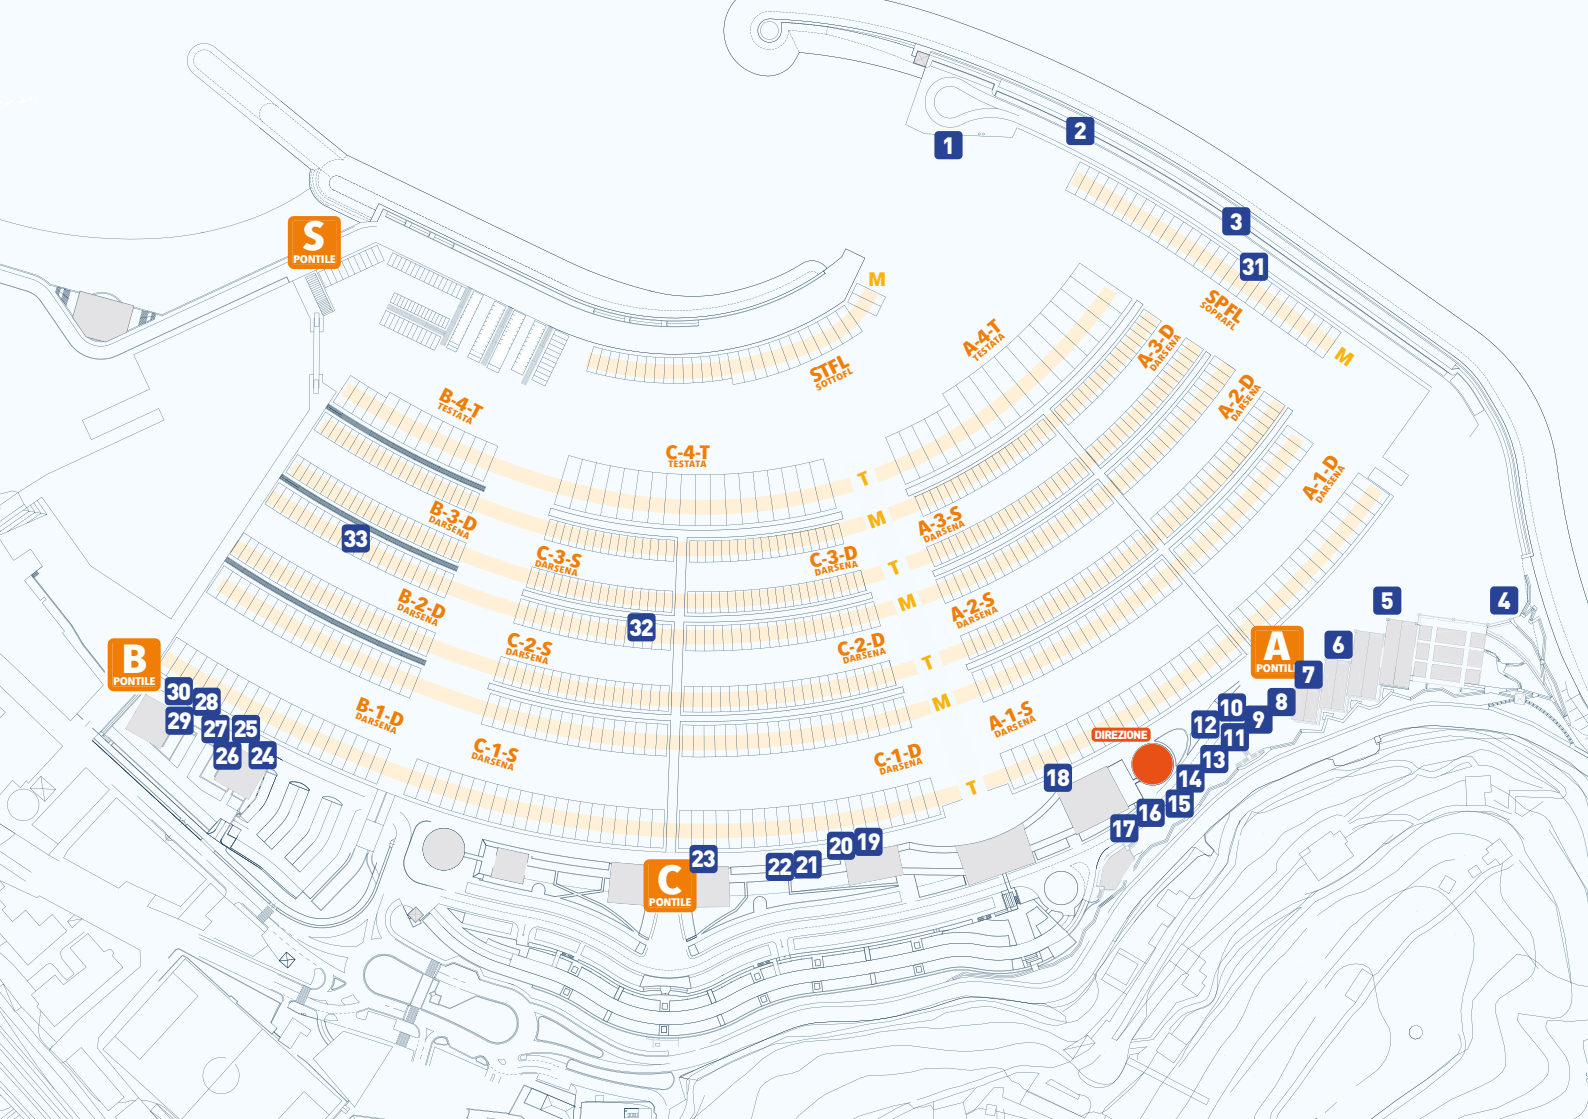 1
2
3
S
PONTILE
31
M
SPFL
SOPRAFL
A-4-T
TESTATA
A-3-D
DARSENA
M
STFL
SOTTOFL
A-2-D
DARSENA
B-4-T
TESTATA
C-4-T
TESTATA
T
A-1-D
DARSENA
B-3-D
DARSENA
M
A-3-S
DARSENA
33
C-3-S
DARSENA
C-3-D
DARSENA
T
B-2-D
DARSENA
M
A-2-S
DARSENA
5
4
32
C-2-S
DARSENA
C-2-D
DARSENA
T
B
PONTILE
A
PONTILE
6
7
30
28
29
27
25
26
24
B-1-D
DARSENA
M
A-1-S
DARSENA
10
8
12
9
11
C-1-S
DARSENA
C-1-D
DARSENA
DIREZIONE
13
18
14
T
15
16
17
20
19
23
22
21
C
PONTILE